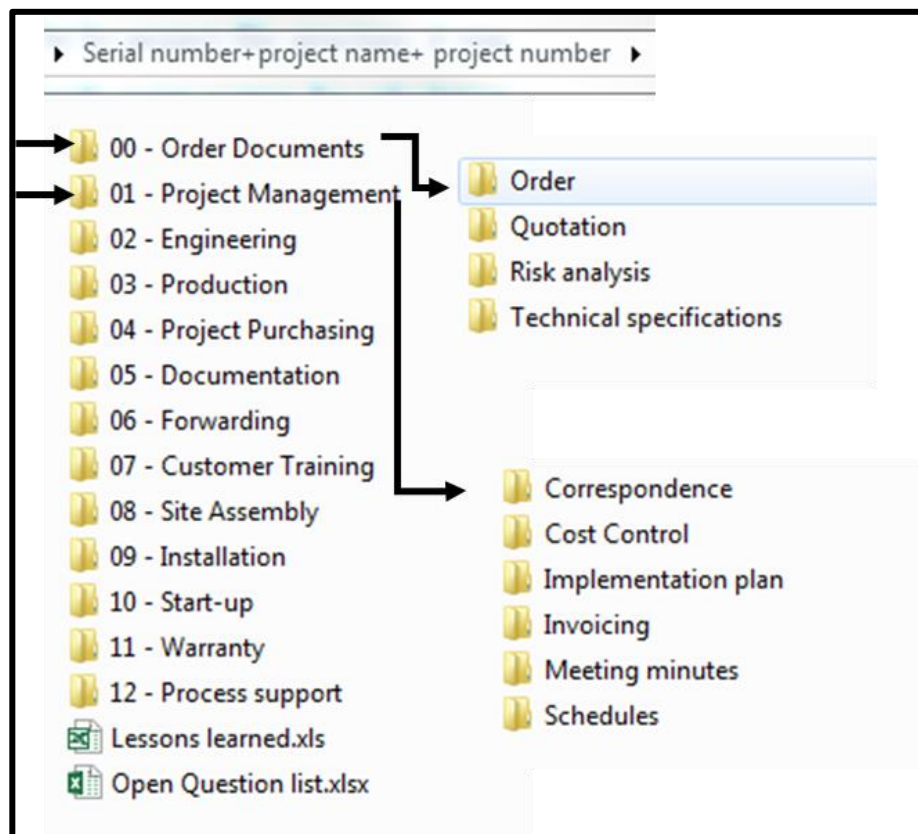 Serial number+project name+ project number
00 - Order Documents
01 - Project Management
02 - Engineering
03 - Production
04 - Project Purchasing
05 - Documentation
06 - Forwarding
07 - Customer Training
08 - Site Assembly
09 - Installation
10 - Start-up
11 - Warranty
12 - Process support
Lessons learned.xls
Open Question list.xlsx
Order
Quotation
Risk analysis
Technical specifications
Correspondence
Cost Control
Implementation plan
Invoicing
Meeting minutes
Schedules